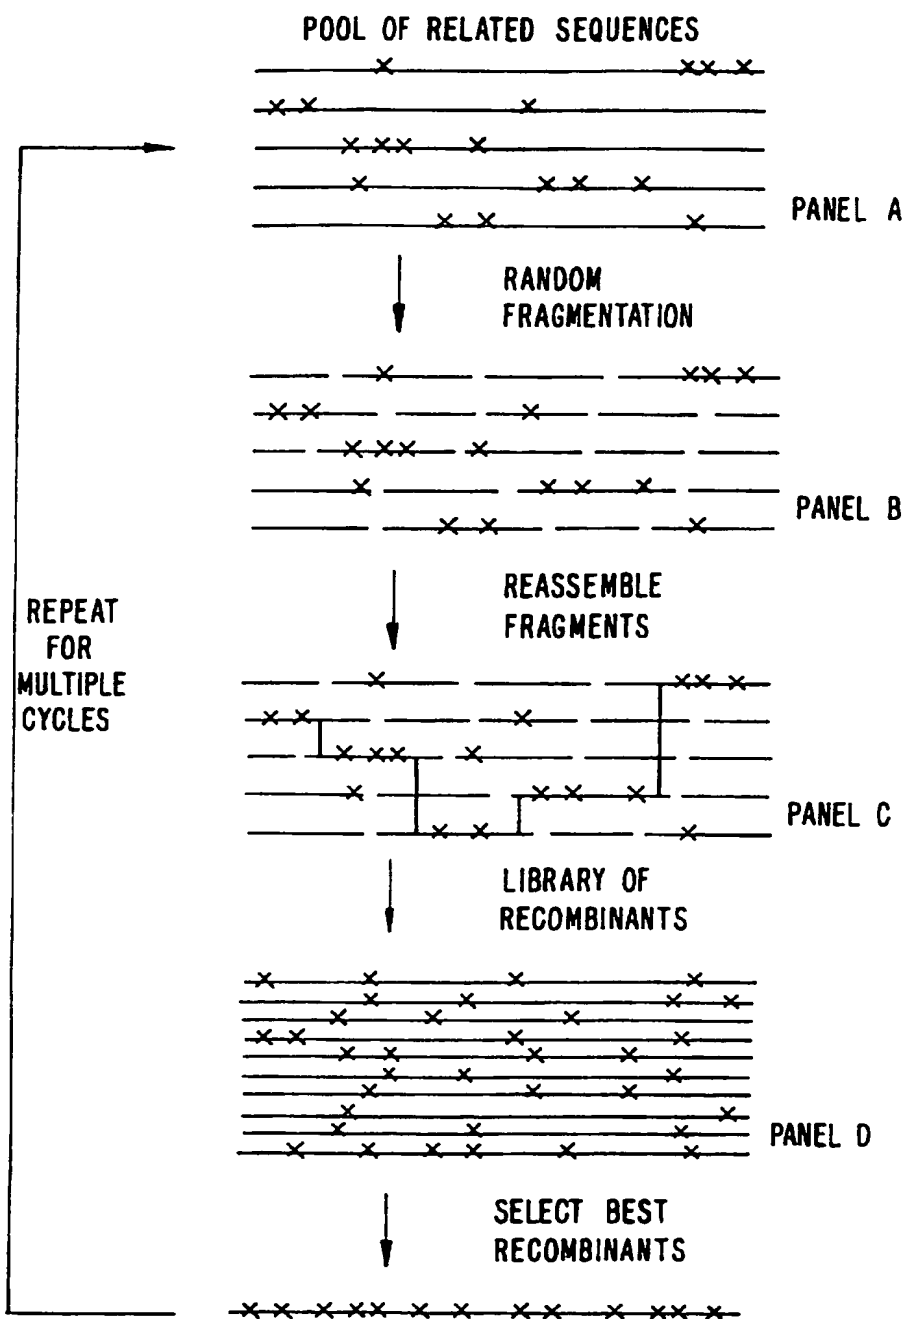 POOL OF RELATED SEQUENCES
PANEL A
RANDOM
FRAGMENTATION
PANEL B
REASSEMBLE
FRAGMENTS
REPEAT
FOR
MULTIPLE
CYCLES
PANEL C
LIBRARY OF
RECOMBINANTS
PANEL D
SELECT BEST
RECOMBINANTS